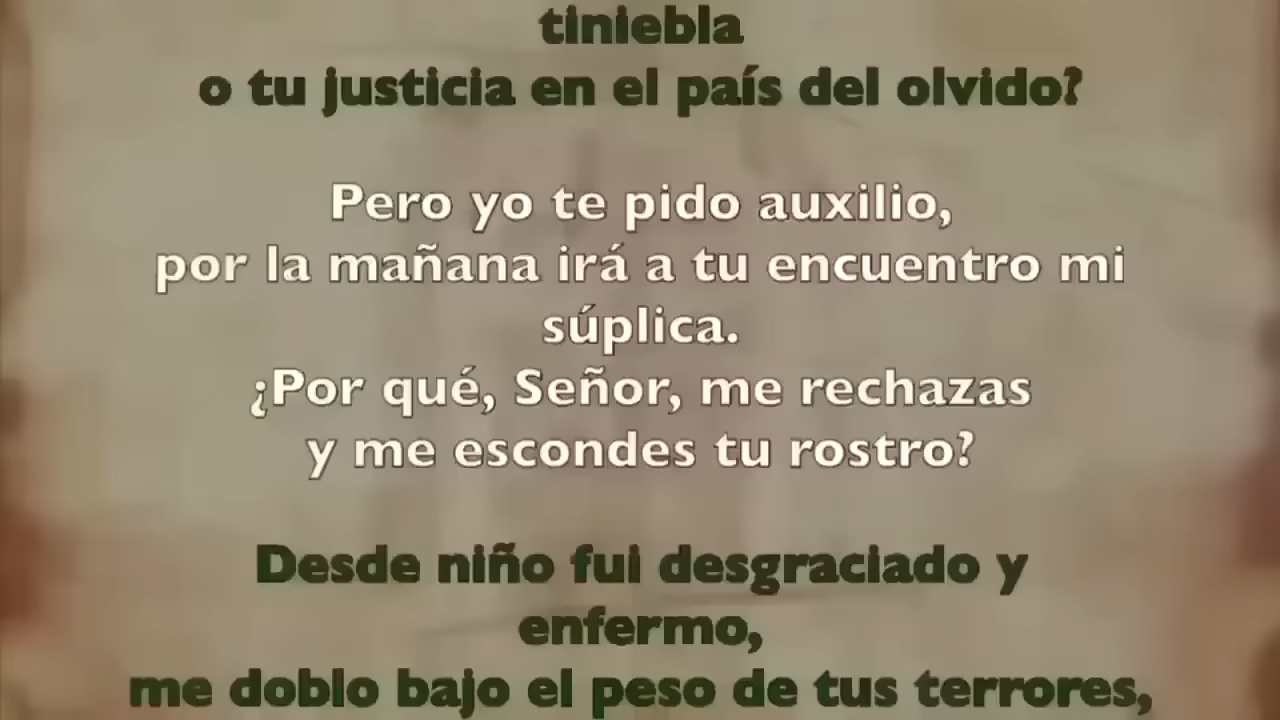 tiniebla
o tu justicia en el país del olvido?
Pero yo te pido auxilio,
por la mañana irá a tu encuentro mi
súplica.
¿Por qué, Señor, me rechazas
y me escondes tu rostro?
Desde niño fui desgraciado y
enfermo,
me doblo bajo el peso de tus terrores,